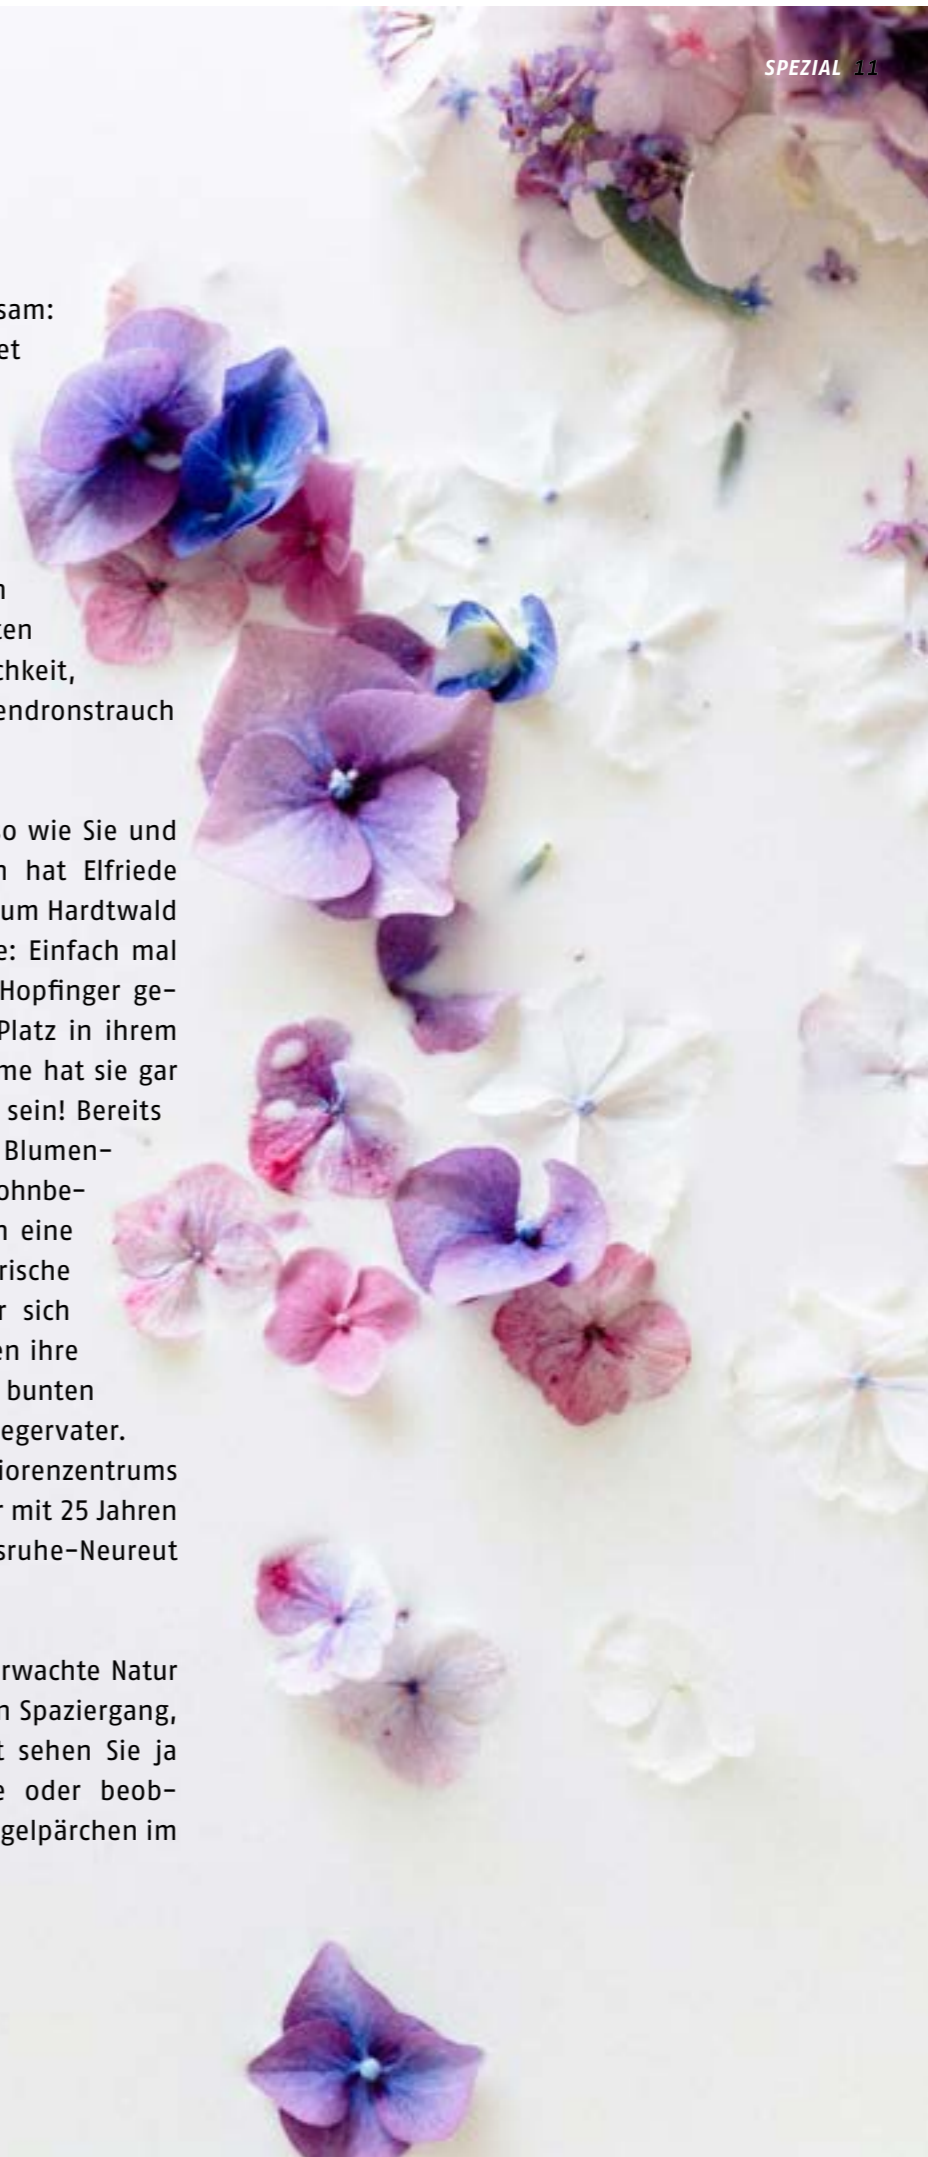 SPEZIAL 11
sam:
et
n
ten
chkeit,
endronstrauch
so wie Sie und
n hat Elfriede
um Hardtwald
e: Einfach mal
Hopfinger ge-
Platz in ihrem
me hat sie gar
sein! Bereits
Blumen-
ohnbe-
n eine
rische
r sich
en ihre
bunten
egervater.
iorenzentrums
r mit 25 Jahren
sruhe-Neureut
rwachte Natur
n Spaziergang,
t sehen Sie ja
e oder beob-
gelpärchen im